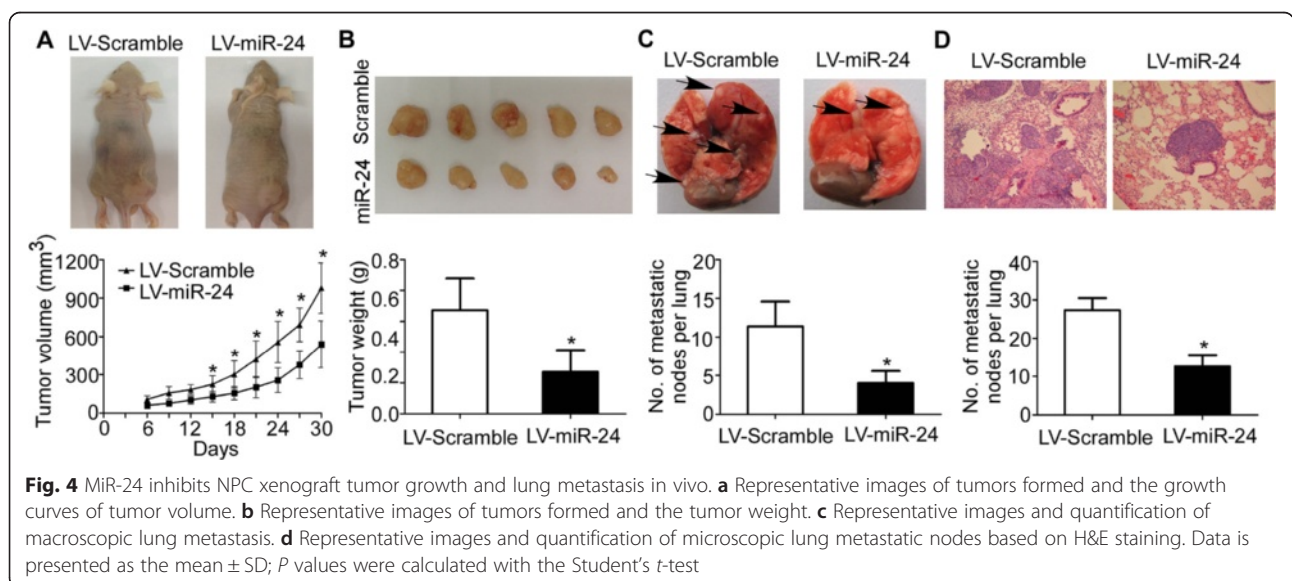 A
LV-Scramble LV-miR-24
Tumor volume (mm3)
1200
900
600
300
0
LV-Scramble
LV-miR-24
* * * * * *
0 6 12 18 24 30
Days
B
Scramble
miR-24
Tumor weight (g)
0.8
0.6
0.4
0.2
0.0
*
LV-Scramble LV-miR-24
C
LV-Scramble LV-miR-24
No. of metastatic
nodes per lung
20
15
10
5
0
*
LV-Scramble LV-miR-24
D
LV-Scramble LV-miR-24
No. of metastatic
nodes per lung
40
30
20
10
0
*
LV-Scramble LV-miR-24
Fig. 4 MiR-24 inhibits NPC xenograft tumor growth and lung metastasis in vivo. a Representative images of tumors formed and the growth
curves of tumor volume. b Representative images of tumors formed and the tumor weight. c Representative images and quantification of
macroscopic lung metastasis. d Representative images and quantification of microscopic lung metastatic nodes based on H&E staining. Data is
presented as the mean ± SD; P values were calculated with the Student's t-test